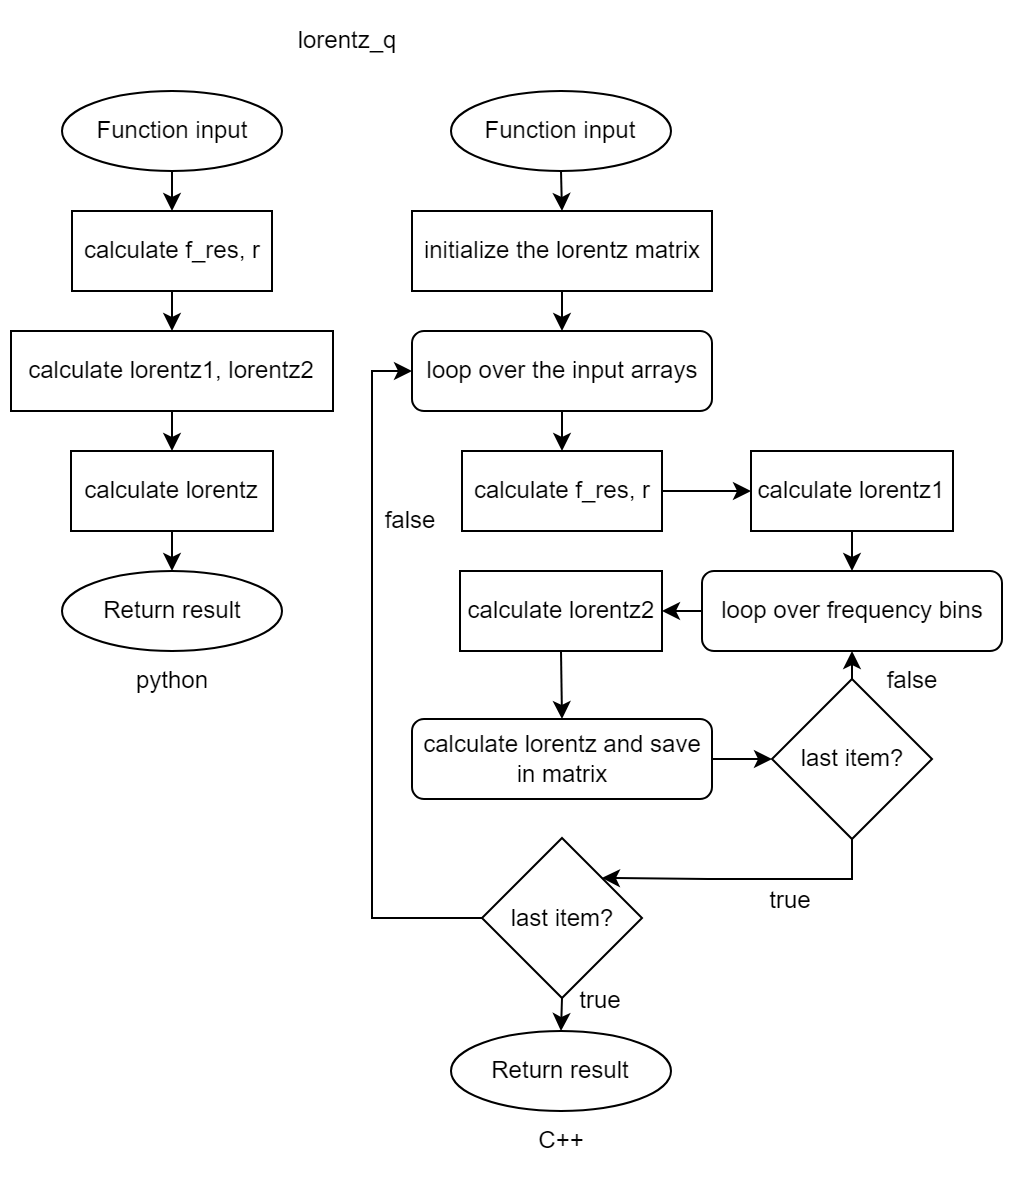 lorentz_q
Function input
calculate f_res, r
calculate lorentz1, lorentz2
calculate lorentz
Return result
python
Function input
initialize the lorentz matrix
loop over the input arrays
calculate f_res, r
calculate lorentz1
false
loop over frequency bins
calculate lorentz2
false
calculate lorentz and save
in matrix
last item?
true
last item?
true
Return result
C++